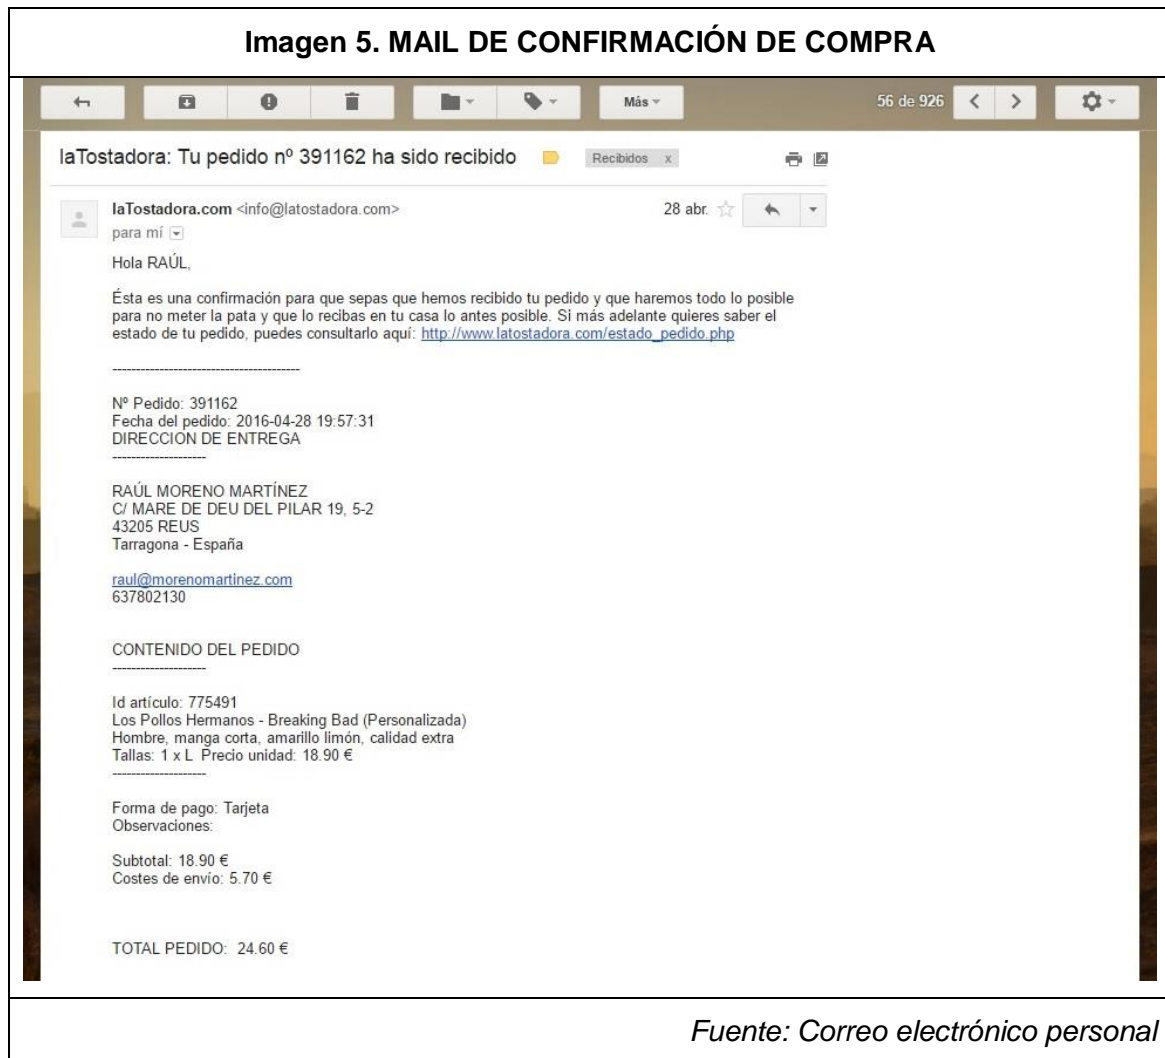 Imagen 5. MAIL DE CONFIRMACIÓN DE COMPRA
Más
56 de 926
laTostadora: Tu pedido nº 391162 ha sido recibido
Recibidos x
laTostadora.com <info@latostadora.com>
28 abr.
para mí
Hola RAÚL,
Ésta es una confirmación para que sepas que hemos recibido tu pedido y que haremos todo lo posible
para no meter la pata y que lo recibas en tu casa lo antes posible. Si más adelante quieres saber el
estado de tu pedido, puedes consultarlo aquí: http://www.latostadora.com/estado_pedido.php
----------------------------------------
Nº Pedido: 391162
Fecha del pedido: 2016-04-28 19:57:31
DIRECCION DE ENTREGA
--------------------
RAÚL MORENO MARTÍNEZ
C/ MARE DE DEU DEL PILAR 19, 5-2
43205 REUS
Tarragona - España
raul@morenomartinez.com
637802130
CONTENIDO DEL PEDIDO
--------------------
Id artículo: 775491
Los Pollos Hermanos - Breaking Bad (Personalizada)
Hombre, manga corta, amarillo limón, calidad extra
Tallas: 1 x L Precio unidad: 18.90 €
--------------------
Forma de pago: Tarjeta
Observaciones:
Subtotal: 18.90 €
Costes de envío: 5.70 €
TOTAL PEDIDO: 24.60 €
Fuente: Correo electrónico personal